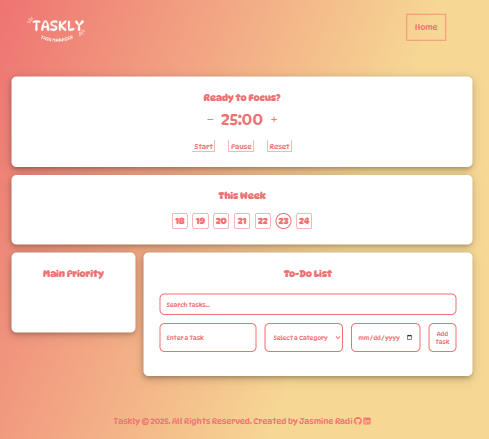 TASKLY
TASK MANAGER
Home
Ready to Focus?
− 25:00 +
Start Pause Reset
This Week
18 19 20 21 22 23 24
Main Priority
To-Do List
Search tasks...
Enter a Task
Select a Category
mm/dd/yyyy
Add Task
Taskly © 2025. All Rights Reserved. Created by Jasmine Radi